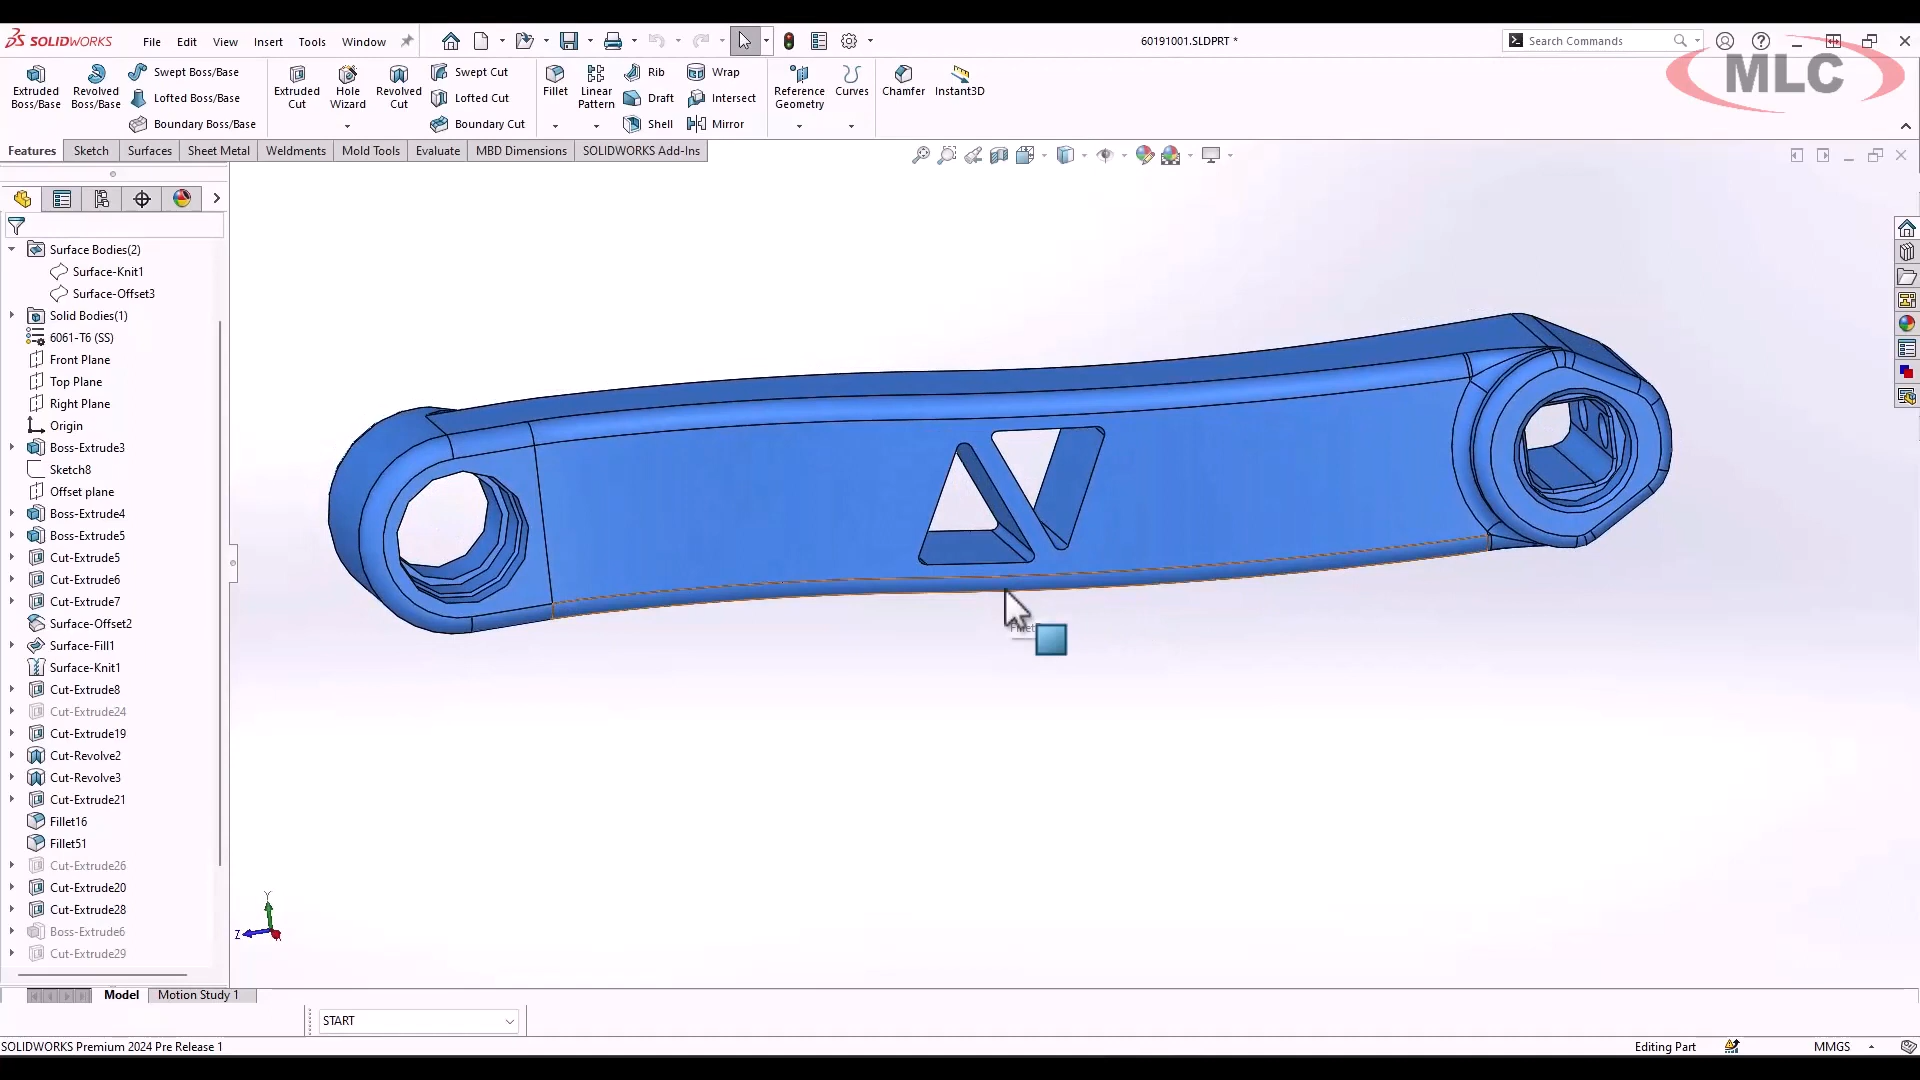 SOLIDWORKS File Edit View Insert Tools Window 60191001.SLDPRT * Search Commands
MLC
Extruded Boss/Base
Revolved Boss/Base
Swept Boss/Base
Lofted Boss/Base
Boundary Boss/Base
Extruded Cut
Hole Wizard
Revolved Cut
Swept Cut
Lofted Cut
Boundary Cut
Fillet
Linear Pattern
Rib
Draft
Shell
Wrap
Intersect
Mirror
Reference Geometry
Curves
Chamfer
Instant3D
Features Sketch Surfaces Sheet Metal Weldments Mold Tools Evaluate MBD Dimensions SOLIDWORKS Add-Ins
Surface Bodies(2)
Surface-Knit1
Surface-Offset3
Solid Bodies(1)
6061-T6 (SS)
Front Plane
Top Plane
Right Plane
Origin
Boss-Extrude3
Sketch8
Offset plane
Boss-Extrude4
Boss-Extrude5
Cut-Extrude5
Cut-Extrude6
Cut-Extrude7
Surface-Offset2
Surface-Fill1
Surface-Knit1
Cut-Extrude8
Cut-Extrude24
Cut-Extrude19
Cut-Revolve2
Cut-Revolve3
Cut-Extrude21
Fillet16
Fillet51
Cut-Extrude26
Cut-Extrude20
Cut-Extrude28
Boss-Extrude6
Cut-Extrude29
Y
Z
Model Motion Study 1
START
SOLIDWORKS Premium 2024 Pre Release 1 Editing Part MMGS